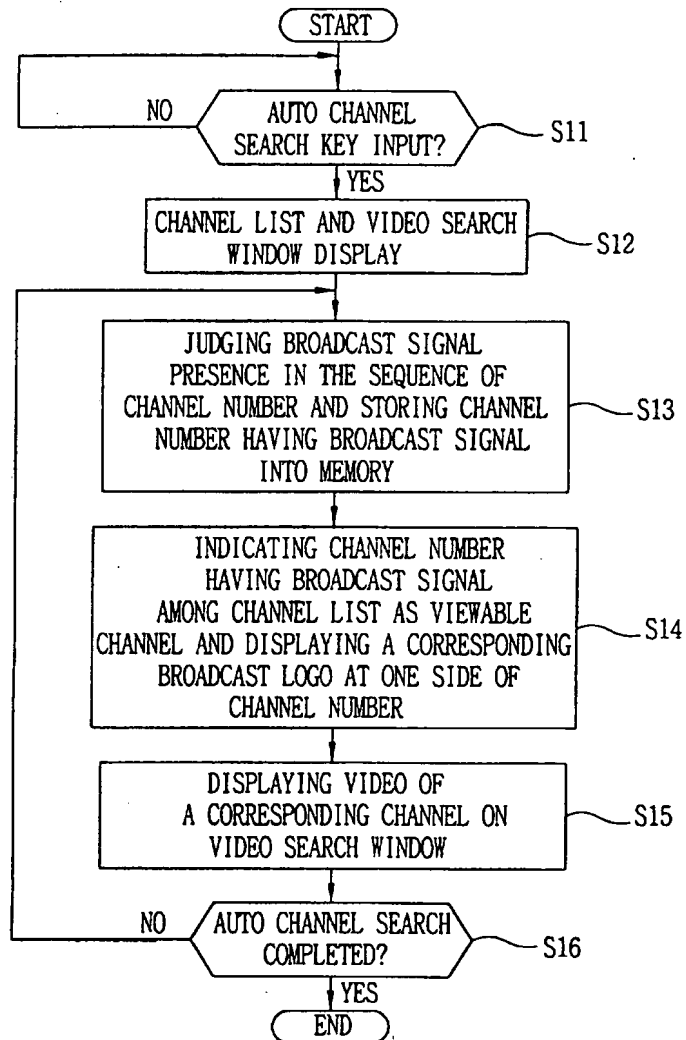 START
NO
AUTO CHANNEL
SEARCH KEY INPUT?
S11
YES
CHANNEL LIST AND VIDEO SEARCH
WINDOW DISPLAY
S12
JUDGING BROADCAST SIGNAL
PRESENCE IN THE SEQUENCE OF
CHANNEL NUMBER AND STORING CHANNEL
NUMBER HAVING BROADCAST SIGNAL
INTO MEMORY
S13
INDICATING CHANNEL NUMBER
HAVING BROADCAST SIGNAL
AMONG CHANNEL LIST AS VIEWABLE
CHANNEL AND DISPLAYING A CORRESPONDING
BROADCAST LOGO AT ONE SIDE OF
CHANNEL NUMBER
S14
DISPLAYING VIDEO OF
A CORRESPONDING CHANNEL ON
VIDEO SEARCH WINDOW
S15
NO
AUTO CHANNEL SEARCH
COMPLETED?
S16
YES
END